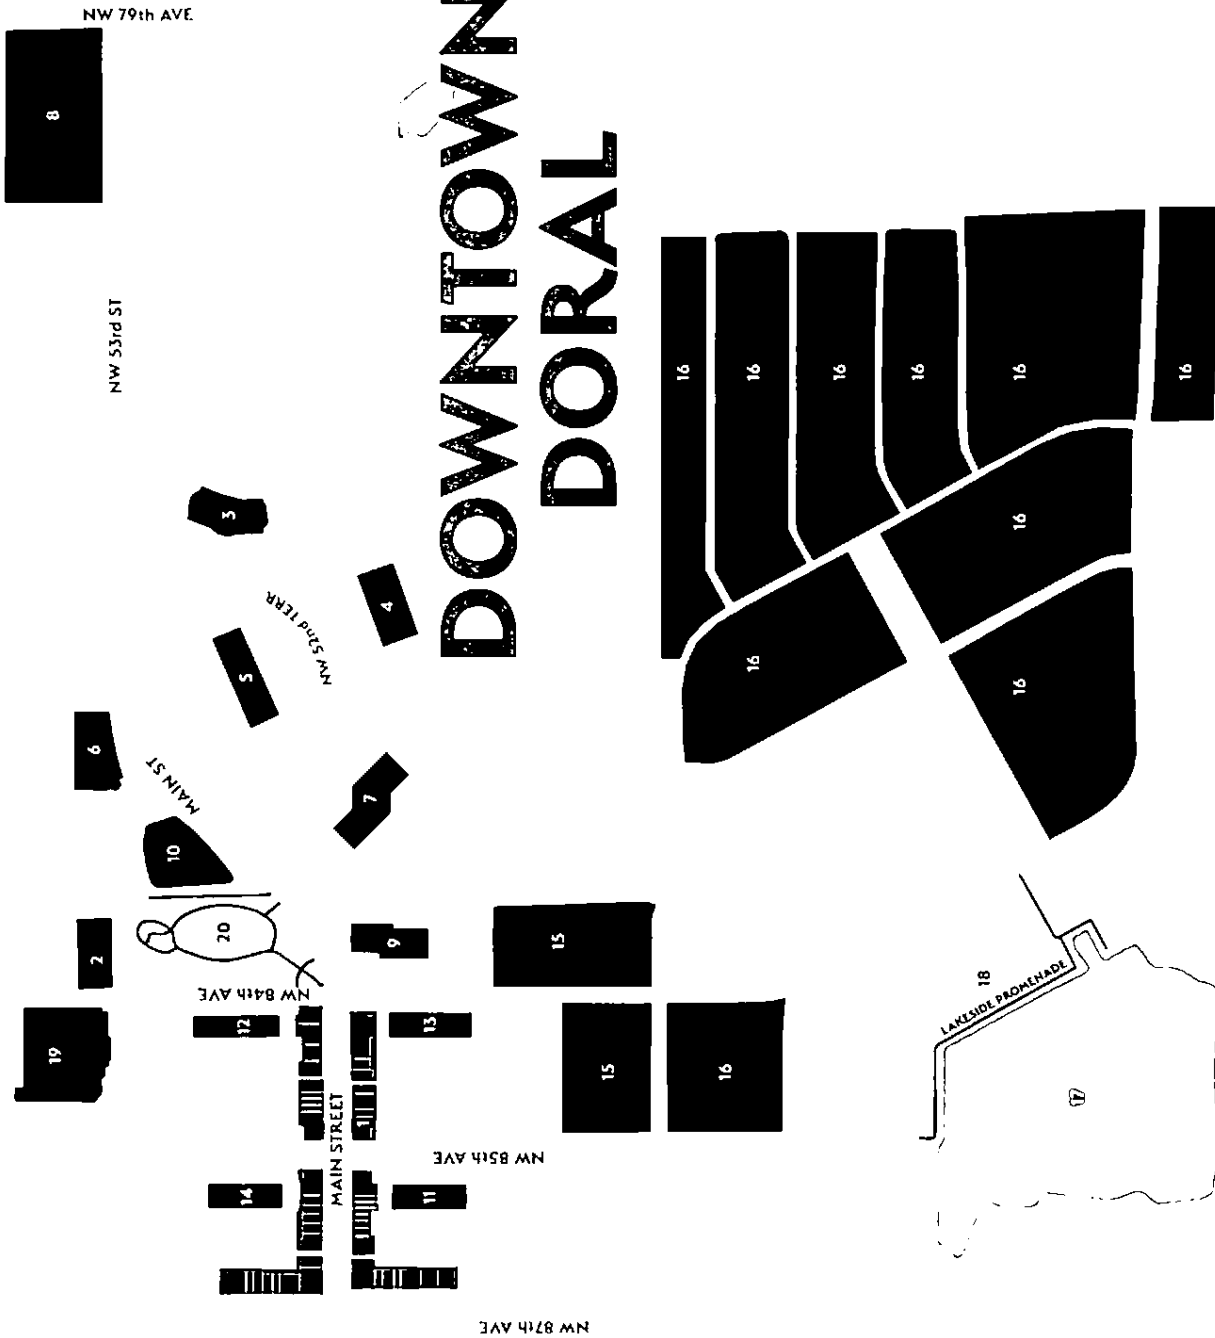 NW 79th AVE
8
NW 53rd ST
DOWNTOWN
DORAL
3
NW 52nd TERR
4
5
6
MAIN ST
7
10
20
2
9
NW 84th AVE
19
12
13
15
15
16
MAIN STREET
1
NW 85th AVE
14
11
NW 87th AVE
16
16
16
16
16
16
16
16
16
18
LAKESIDE PROMENADE
17